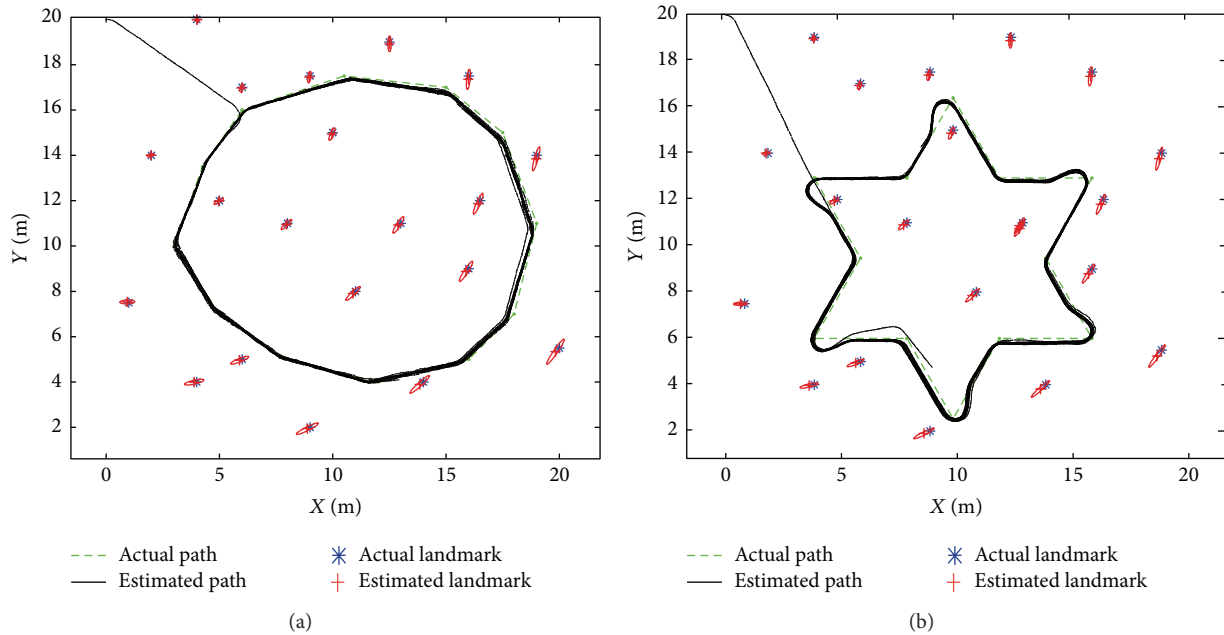 20
18
16
14
12
10
8
6
4
2
Y (m)
0 5 10 15 20
X (m)
Actual path
Estimated path
Actual landmark
Estimated landmark
(a)
20
18
16
14
12
10
8
6
4
2
Y (m)
0 5 10 15 20
X (m)
Actual path
Estimated path
Actual landmark
Estimated landmark
(b)